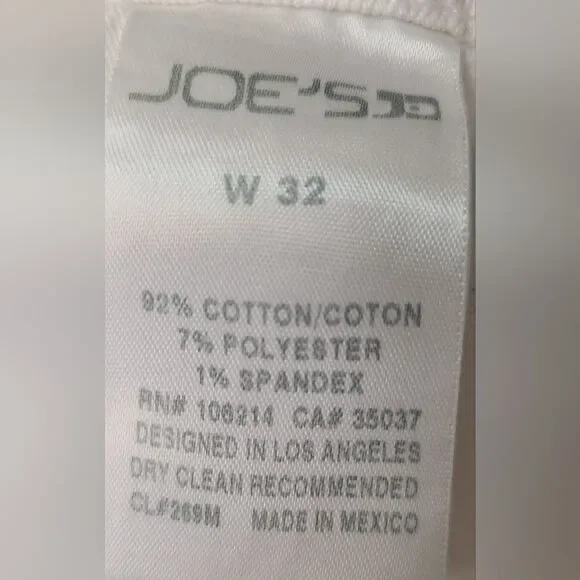 JOE'S
W 32
92% COTTON/COTON
7% POLYESTER
1% SPANDEX
RN# 106214 CA# 35037
DESIGNED IN LOS ANGELES
DRY CLEAN RECOMMENDED
CL#269M MADE IN MEXICO